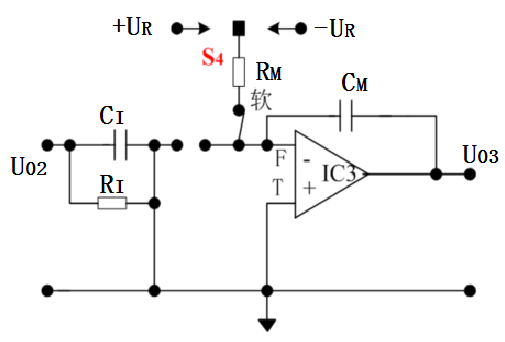 +UR
-UR
S4
RM
软
CM
CI
U02
RI
F
-
T
+
IC3
U03